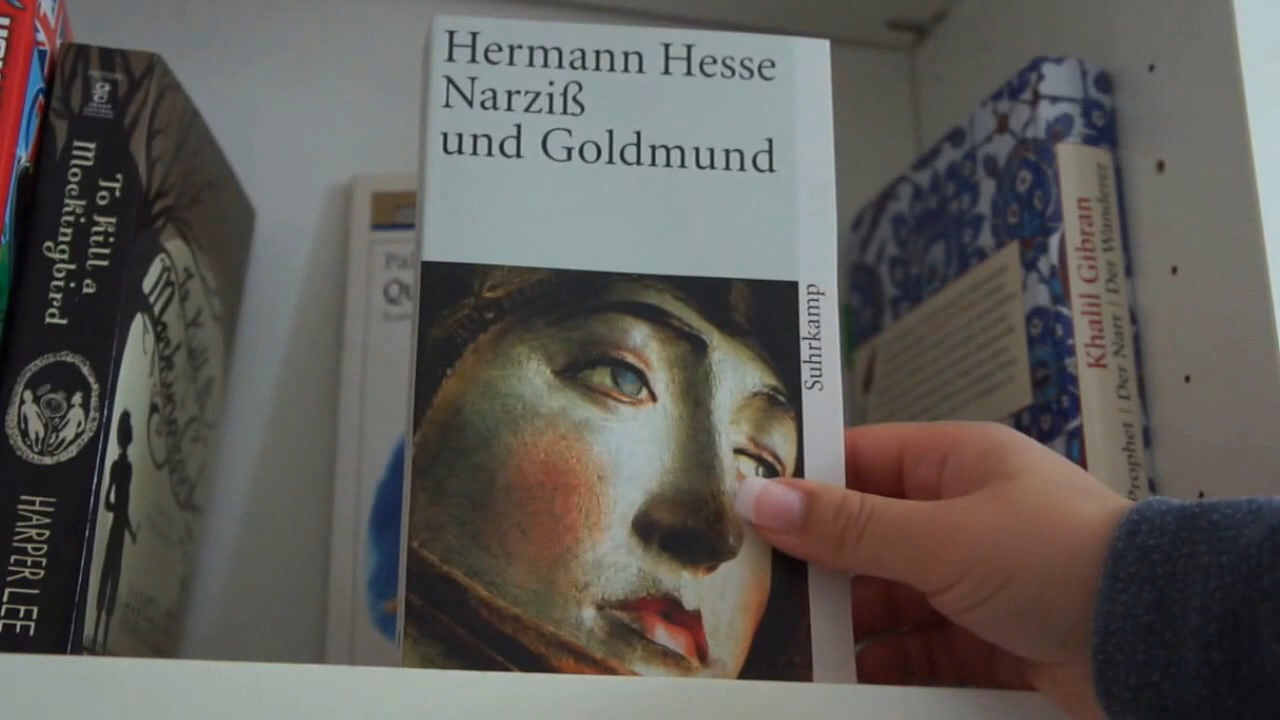 Hermann Hesse
Narziß
und Goldmund
Suhrkamp
To Kill a
Mockingbird
HARPER LEE
Khalil Gibran
Prophet | Der Narr | Der Wanderer